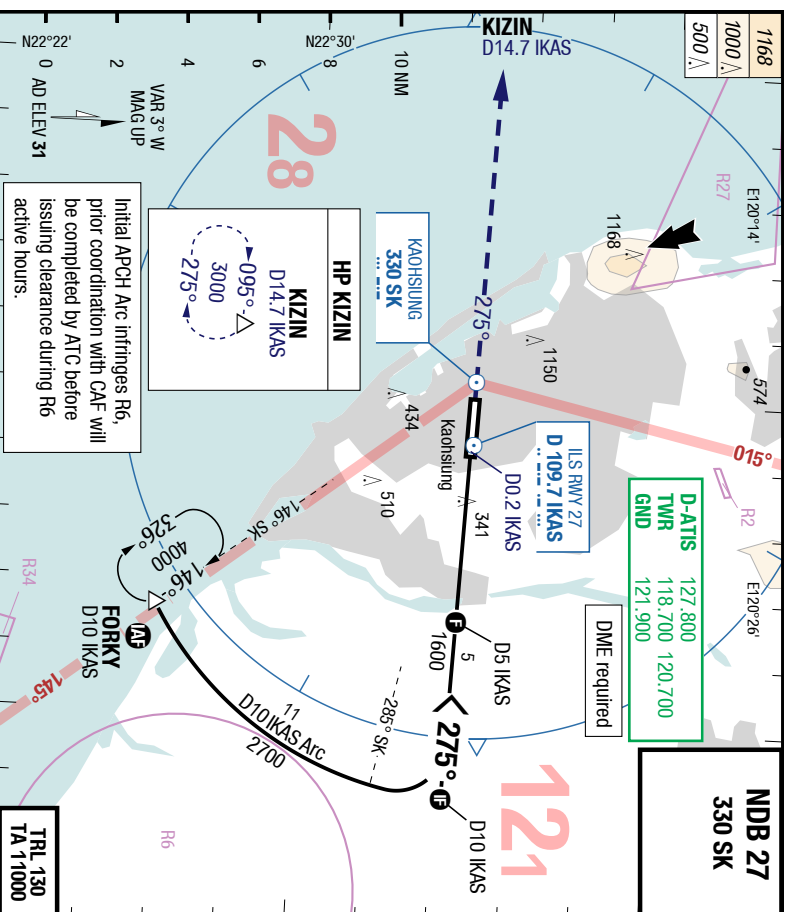 NDB 27
330 SK
1168
1000
500
KIZIN
D14.7 IKAS
N22°22'
N22°30'
0
2
4
6
8
10 NM
VAR 3° W
MAG UP
AD ELEV 31
28
121
R27
E120°14'
E120°26'
1168
574
015°
R2
1150
434
510
341
275°
KAOHSIUNG
330 SK
ILS RWY 27
D 109.7 IKAS
D0.2 IKAS
Kaohsiung
D-ATIS 127.800
TWR 118.700 120.700
GND 121.900
DME required
HP KIZIN
KIZIN
D14.7 IKAS
095°
3000
275°
Initial APCH Arc infringes R6,
prior coordination with CAF will
be completed by ATC before
issuing clearance during R6
active hours.
146° SK
146°
4000
326°
IAF
FORKY
D10 IKAS
145°
R34
F
D5 IKAS
5
1600
275°
IF
D10 IKAS
285° SK
11
D10 IKAS Arc
2700
R6
TRL 130
TA 11000